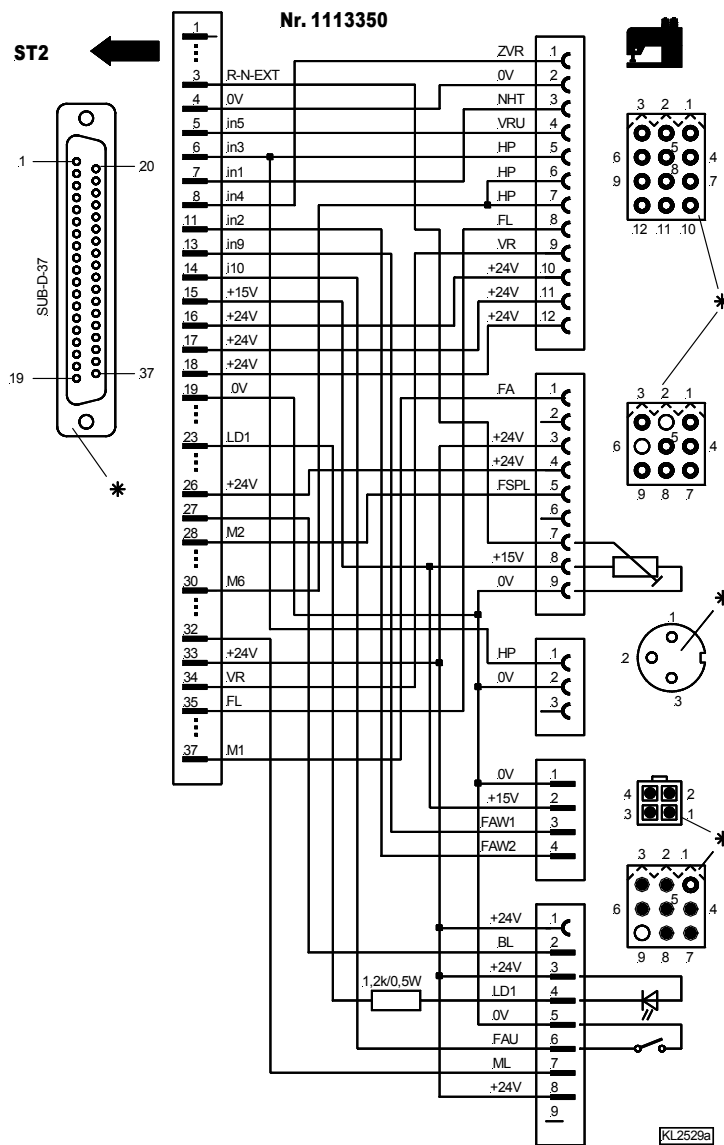 Nr. 1113350
ST2
SUB-D-37
1
20
19
37
1
3 R-N-EXT
4 0V
5 in5
6 in3
7 in1
8 in4
11 in2
13 in9
14 i10
15 +15V
16 +24V
17 +24V
18 +24V
19 0V
23 LD1
26 +24V
27
28 M2
30 M6
32
33 +24V
34 VR
35 FL
37 M1
ZVR 1
0V 2
NHT 3
VRU 4
HP 5
HP 6
HP 7
FL 8
VR 9
+24V 10
+24V 11
+24V 12
FA 1
2
+24V 3
+24V 4
FSPL 5
6
7
+15V 8
0V 9
HP 1
0V 2
3
0V 1
+15V 2
FAW1 3
FAW2 4
+24V 1
BL 2
+24V 3
1,2k/0,5W
LD1 4
0V 5
FAU 6
ML 7
+24V 8
9
3 2 1
6 5 4
9 8 7
12 11 10
*
3 2 1
6 5 4
9 8 7
*
*
1
2
3
4 2
3 1
*
3 2 1
6 5 4
9 8 7
KL2529a